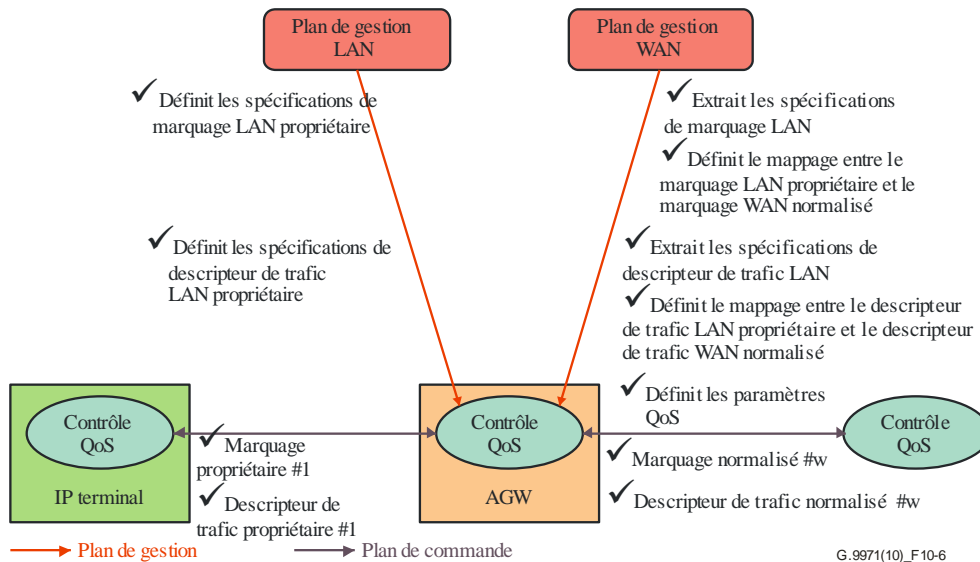 Plan de gestion
LAN
Plan de gestion
WAN
✓ Définit les spécifications de
marquage LAN propriétaire
✓ Extrait les spécifications
de marquage LAN
✓ Définit le mappage entre le
marquage LAN propriétaire et le
marquage WAN normalisé
✓ Définit les spécifications de
descripteur de trafic
LAN propriétaire
✓ Extrait les spécifications de
descripteur de trafic LAN
✓ Définit le mappage entre le descripteur
de trafic LAN propriétaire et le descripteur
de trafic WAN normalisé
✓ Définit les paramètres
QoS
Contrôle
QoS
IP terminal
✓ Marquage
propriétaire #1
✓ Descripteur de
trafic propriétaire #1
Contrôle
QoS
AGW
✓ Marquage normalisé #w
✓ Descripteur de trafic normalisé #w
Contrôle
QoS
Plan de gestion
Plan de commande
G.9971(10)_F10-6